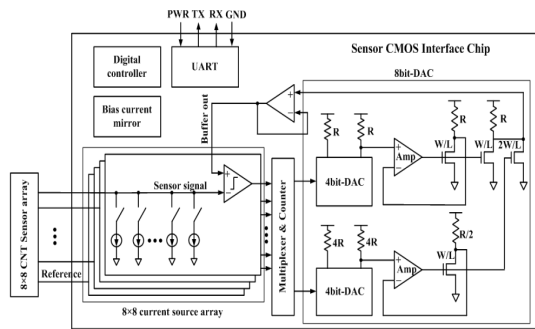 PWR TX RX GND
Sensor CMOS Interface Chip
Digital controller
UART
8bit-DAC
Bias current mirror
Buffer out
R
R
R
R
Amp
W/L
W/L
2W/L
4bit-DAC
Sensor signal
8×8 CNT Sensor array
Multiplexer & Counter
4R
4R
R/2
W/L
Amp
4bit-DAC
Reference
8×8 current source array